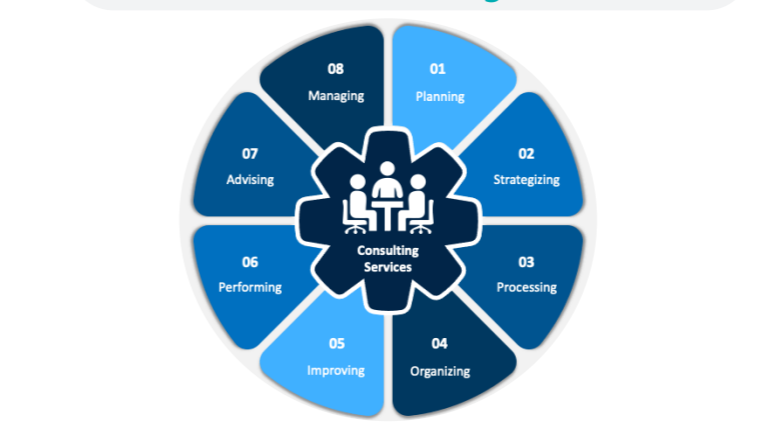 01
Planning
02
Strategizing
03
Processing
04
Organizing
05
Improving
06
Performing
07
Advising
08
Managing
Consulting
Services